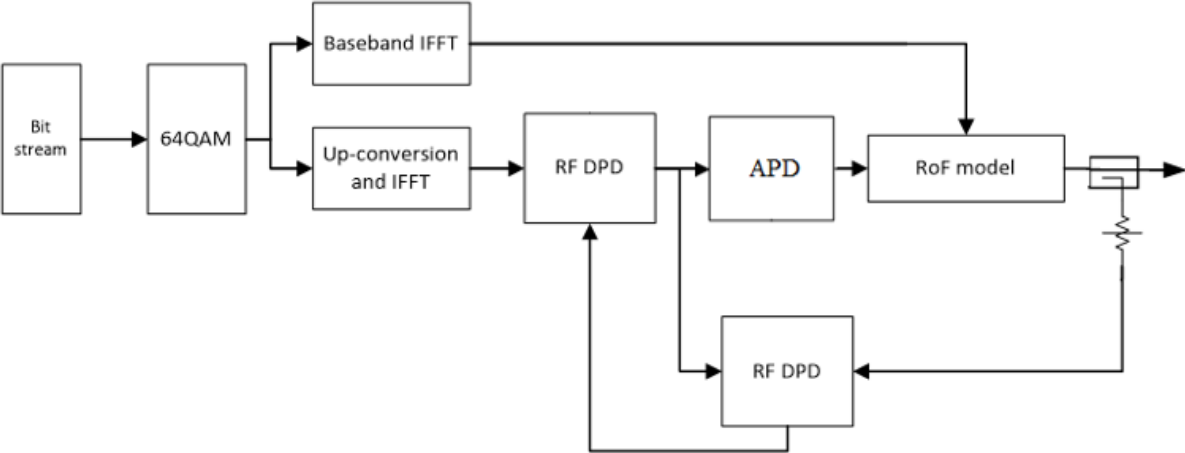 Baseband IFFT
Bit
stream
64QAM
Up-conversion
and IFFT
RF DPD
APD
RoF model
RF DPD